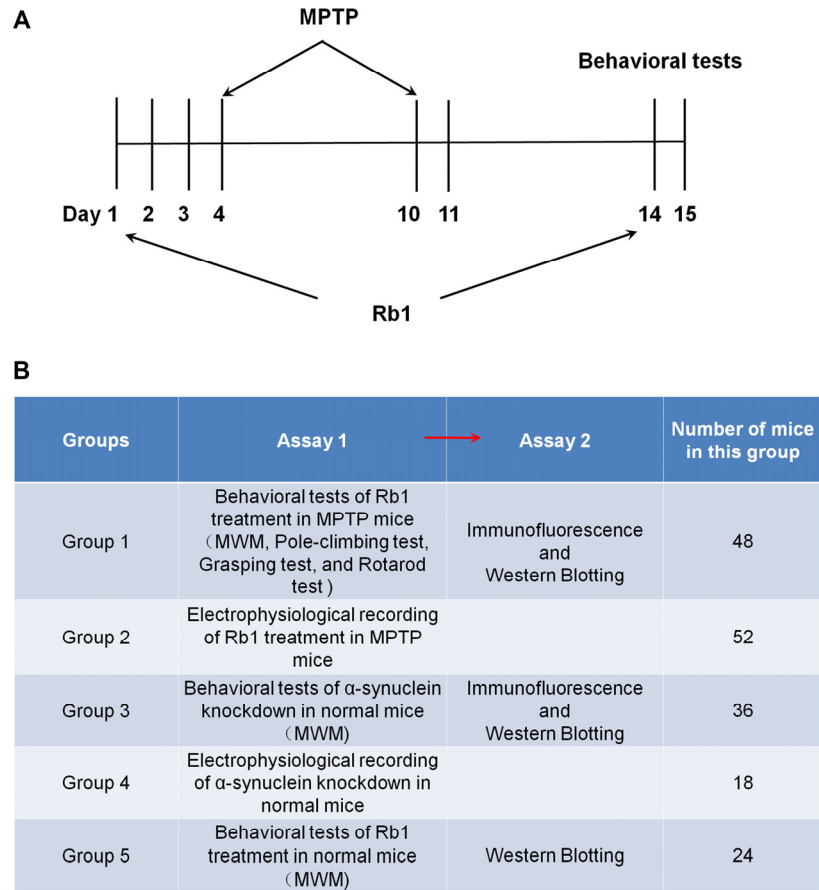 A
MPTP
Behavioral tests
Day 1 2 3 4 10 11 14 15
Rb1
B
Groups
Assay 1
Assay 2
Number of mice
in this group
Group 1
Behavioral tests of Rb1
treatment in MPTP mice
（MWM, Pole-climbing test,
Grasping test, and Rotarod
test )
Immunofluorescence
and
Western Blotting
48
Group 2
Electrophysiological recording
of Rb1 treatment in MPTP
mice
52
Group 3
Behavioral tests of α-synuclein
knockdown in normal mice
（MWM)
Immunofluorescence
and
Western Blotting
36
Group 4
Electrophysiological recording
of α-synuclein knockdown in
normal mice
18
Group 5
Behavioral tests of Rb1
treatment in normal mice
（MWM)
Western Blotting
24